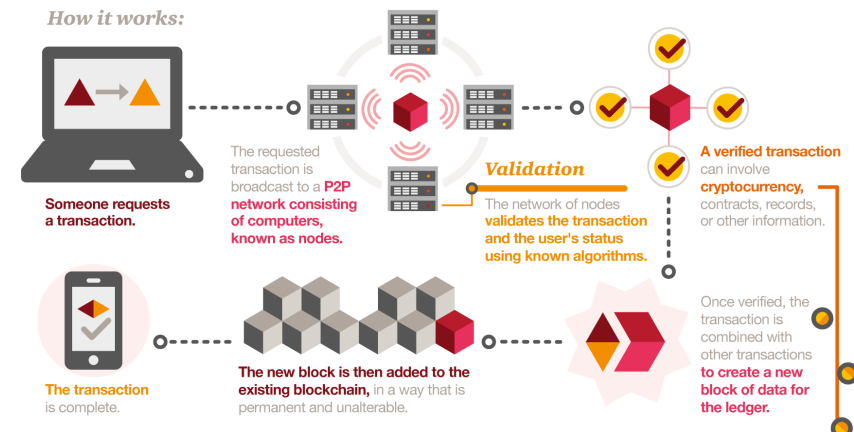 How it works:
Someone requests
a transaction.
The requested
transaction is
broadcast to a P2P
network consisting
of computers,
known as nodes.
Validation
The network of nodes
validates the transaction
and the user's status
using known algorithms.
A verified transaction
can involve
cryptocurrency,
contracts, records,
or other information.
Once verified, the
transaction is
combined with
other transactions
to create a new
block of data for
the ledger.
The new block is then added to the
existing blockchain, in a way that is
permanent and unalterable.
The transaction
is complete.